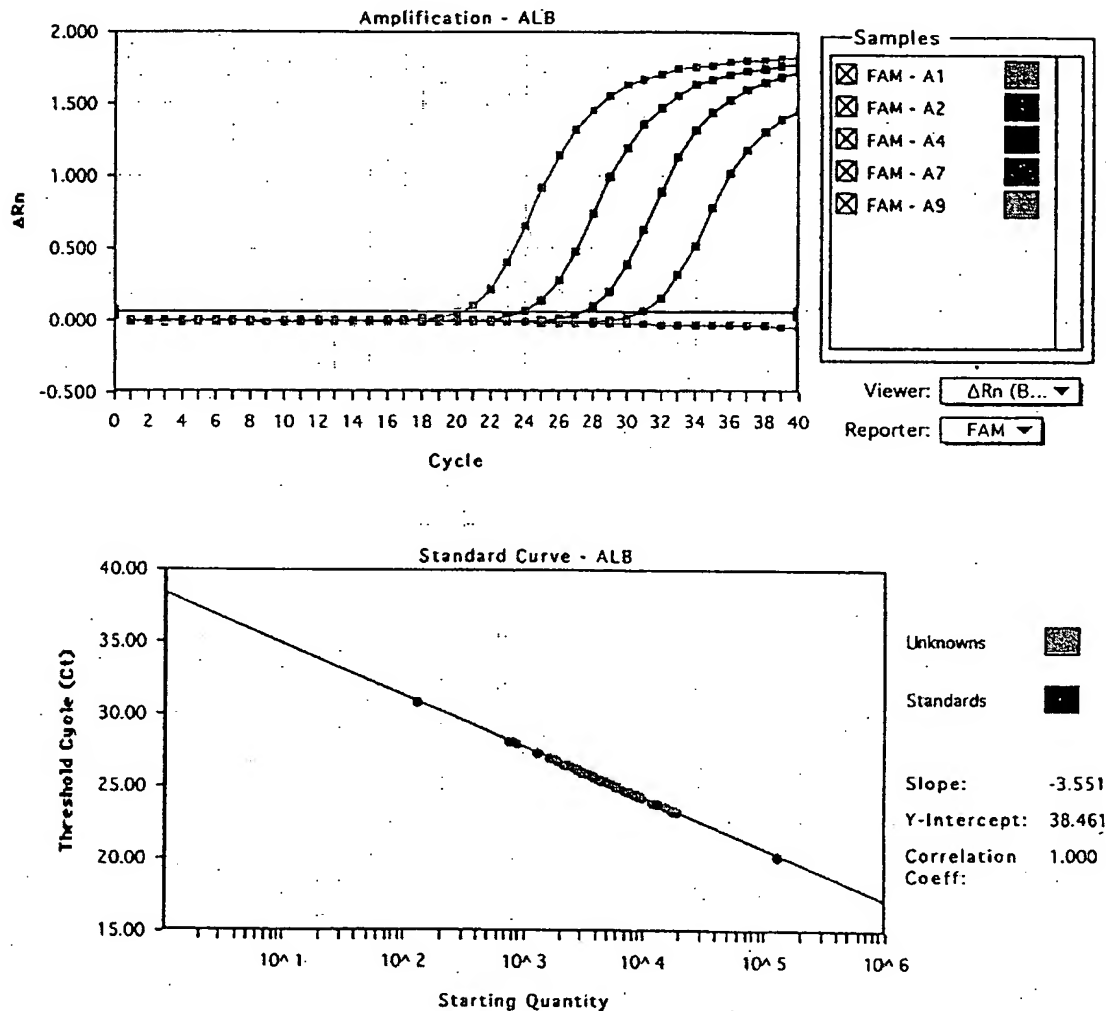 Amplification - ALB
2.000
1.500
1.000
0.500
0.000
-0.500
ΔRn
0 2 4 6 8 10 12 14 16 18 20 22 24 26 28 30 32 34 36 38 40
Cycle
Samples
FAM - A1
FAM - A2
FAM - A4
FAM - A7
FAM - A9
Viewer: ΔRn (B...
Reporter: FAM
Standard Curve - ALB
40.00
35.00
30.00
25.00
20.00
15.00
Threshold Cycle (Ct)
10^1 10^2 10^3 10^4 10^5 10^6
Starting Quantity
Unknowns
Standards
Slope: -3.551
Y-Intercept: 38.461
Correlation 1.000
Coeff: